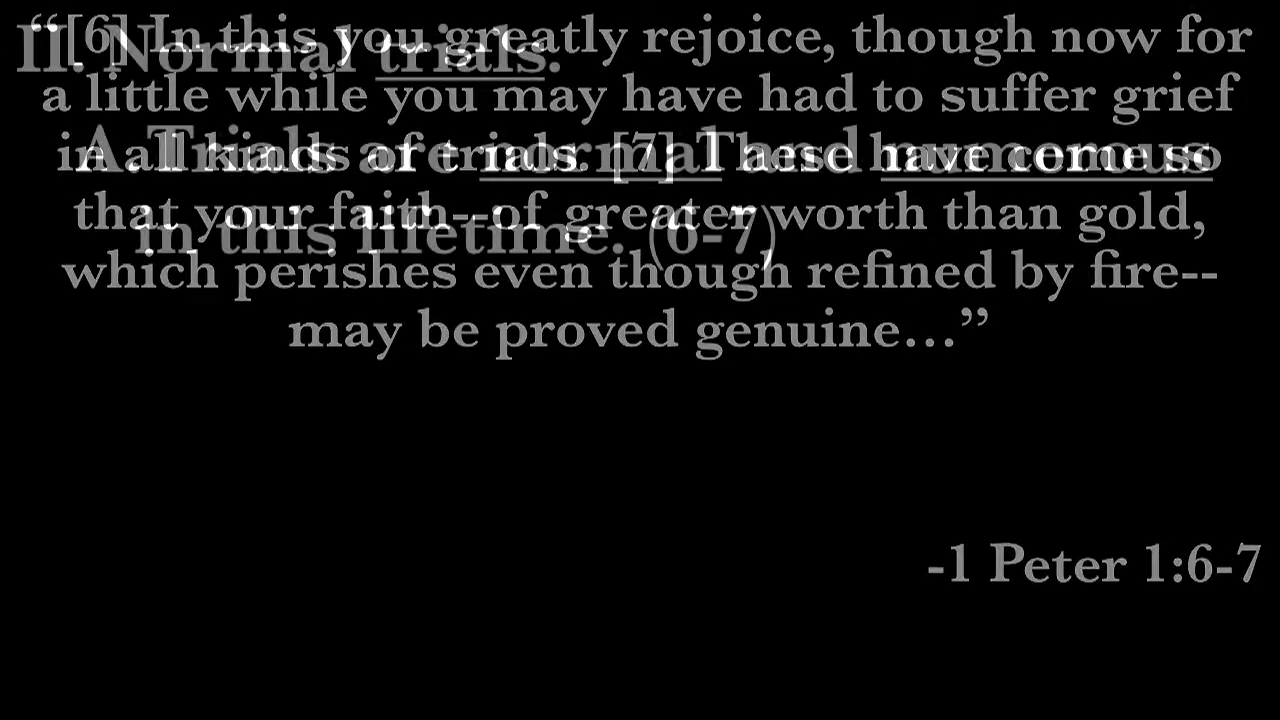 II. Normal trials.
A. Trials are normal and numerous
in this lifetime. (6-7)
“[6] In this you greatly rejoice, though now for
a little while you may have had to suffer grief
in all kinds of trials. [7] These have come so
that your faith--of greater worth than gold,
which perishes even though refined by fire--
may be proved genuine…”
-1 Peter 1:6-7